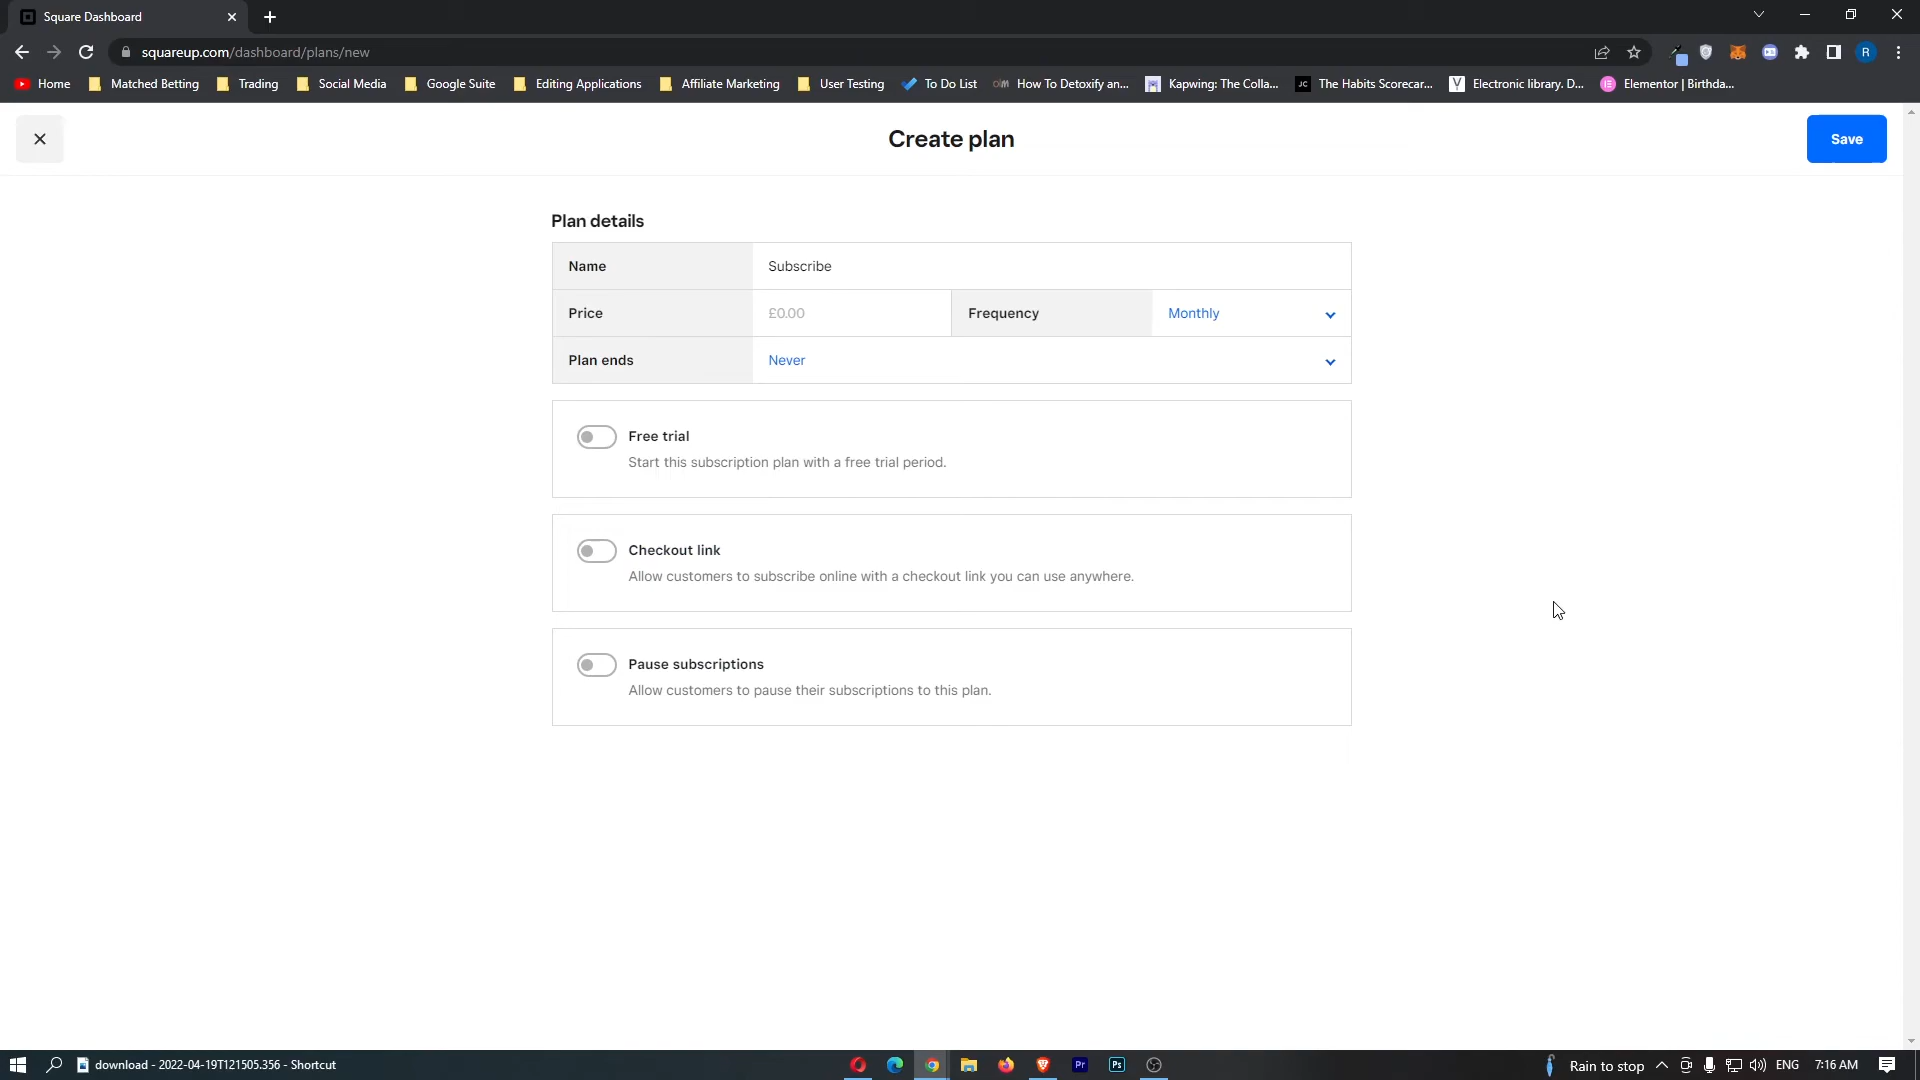 Square Dashboard
squareup.com/dashboard/plans/new
R
Home Matched Betting Trading Social Media Google Suite Editing Applications Affiliate Marketing User Testing To Do List How To Detoxify an... Kapwing: The Colla... JC The Habits Scorecar... Electronic library. D... Elementor | Birthda...
Create plan
Save
Plan details
Name Subscribe
Price £0.00 Frequency Monthly
Plan ends Never
Free trial
Start this subscription plan with a free trial period.
Checkout link
Allow customers to subscribe online with a checkout link you can use anywhere.
Pause subscriptions
Allow customers to pause their subscriptions to this plan.
download - 2022-04-19T121505.356 - Shortcut Pr Ps Rain to stop ENG 7:16 AM